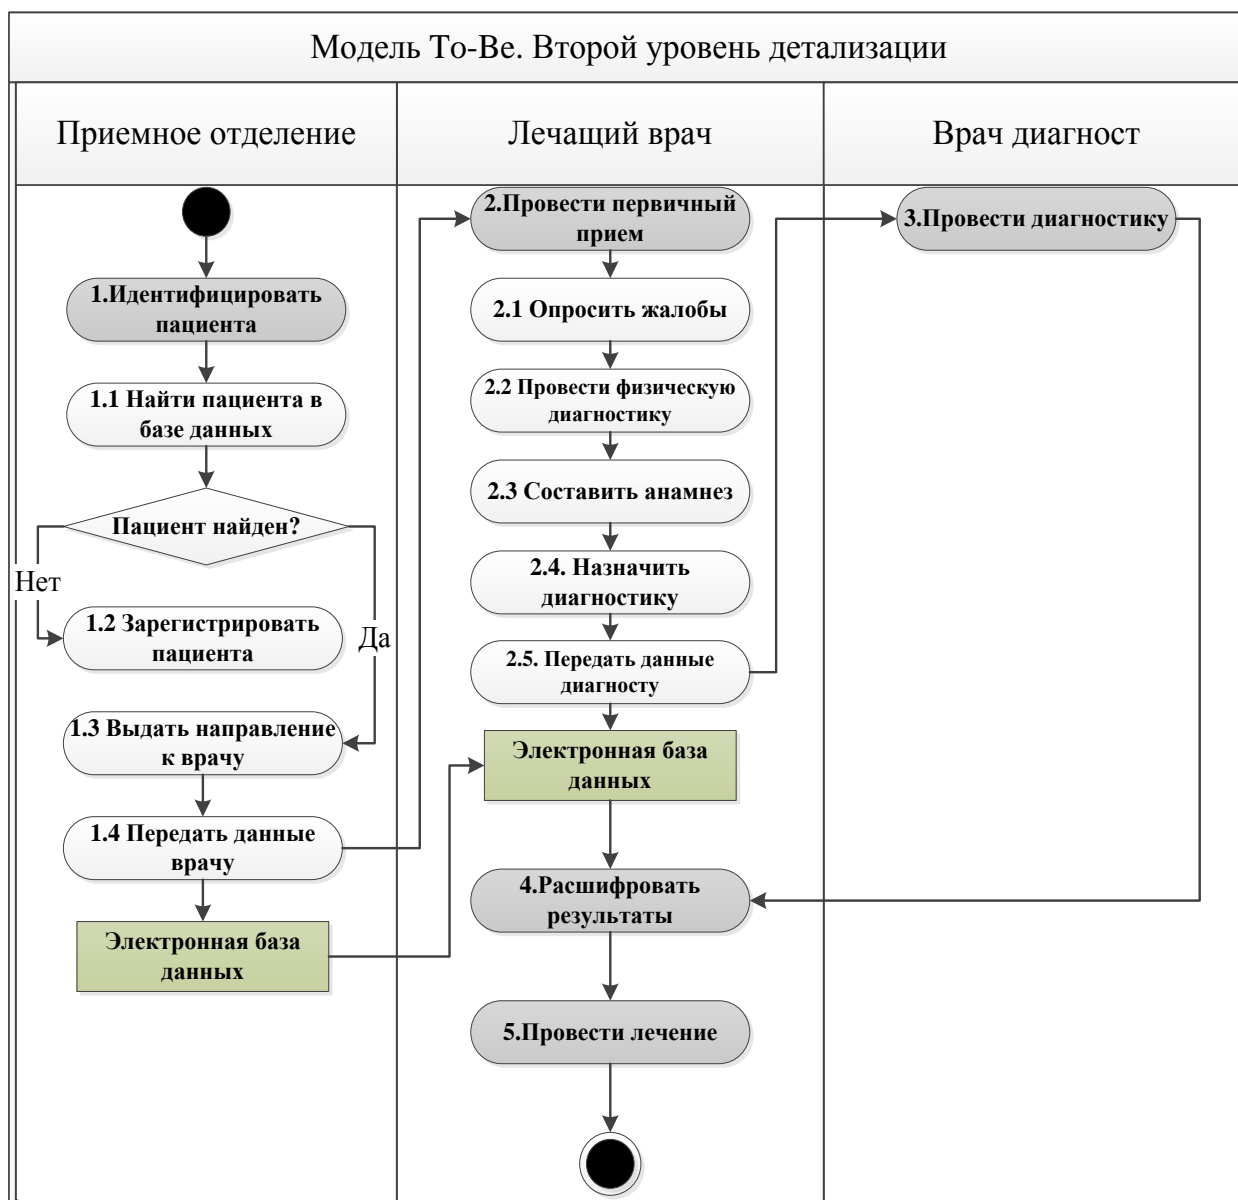 Модель To-Be. Второй уровень детализации
Приемное отделение
Лечащий врач
Врач диагност
1.Идентифицировать
пациента
1.1 Найти пациента в
базе данных
Пациент найден?
Нет
Да
1.2 Зарегистрировать
пациента
1.3 Выдать направление
к врачу
1.4 Передать данные
врачу
Электронная база
данных
2.Провести первичный
прием
2.1 Опросить жалобы
2.2 Провести физическую
диагностику
2.3 Составить анамнез
2.4. Назначить
диагностику
2.5. Передать данные
диагносту
Электронная база
данных
4.Расшифровать
результаты
5.Провести лечение
3.Провести диагностику